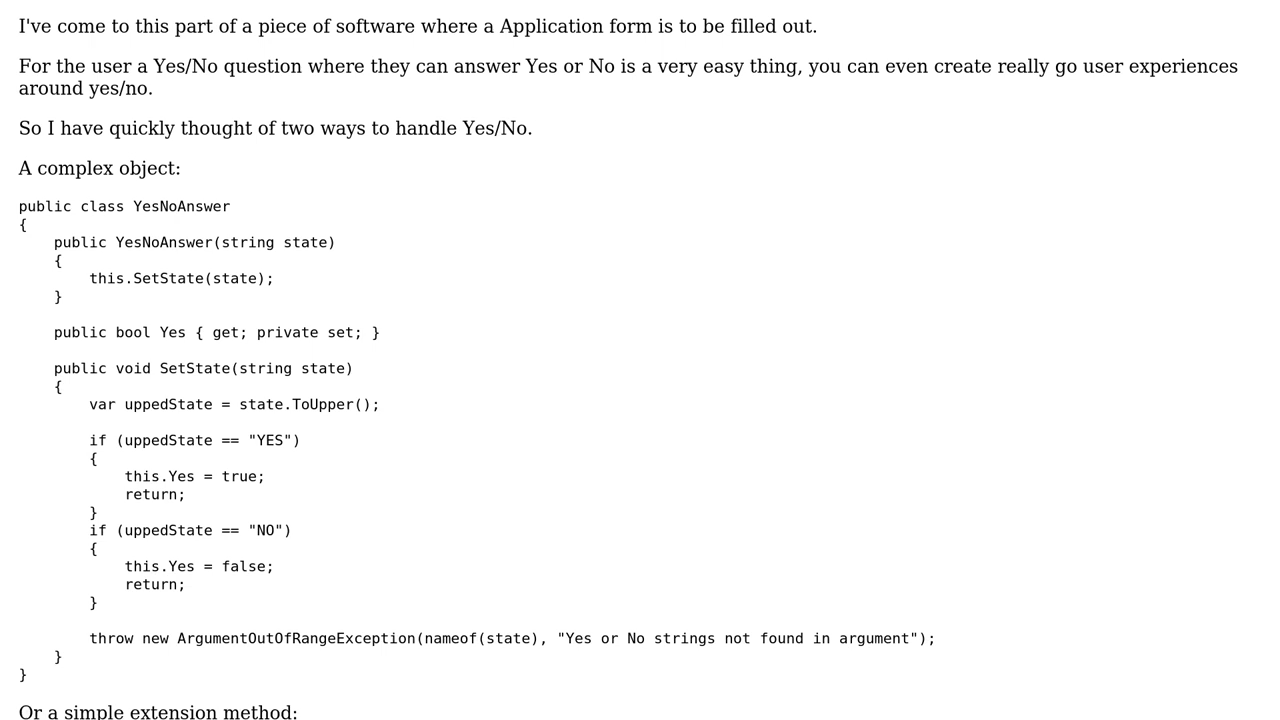 I've come to this part of a piece of software where a Application form is to be filled out.
For the user a Yes/No question where they can answer Yes or No is a very easy thing, you can even create really go user experiences
around yes/no.
So I have quickly thought of two ways to handle Yes/No.
A complex object:
public class YesNoAnswer
{
    public YesNoAnswer(string state)
    {
        this.SetState(state);
    }

    public bool Yes { get; private set; }

    public void SetState(string state)
    {
        var uppedState = state.ToUpper();

        if (uppedState == "YES")
        {
            this.Yes = true;
            return;
        }
        if (uppedState == "NO")
        {
            this.Yes = false;
            return;
        }

        throw new ArgumentOutOfRangeException(nameof(state), "Yes or No strings not found in argument");
    }
}
Or a simple extension method: